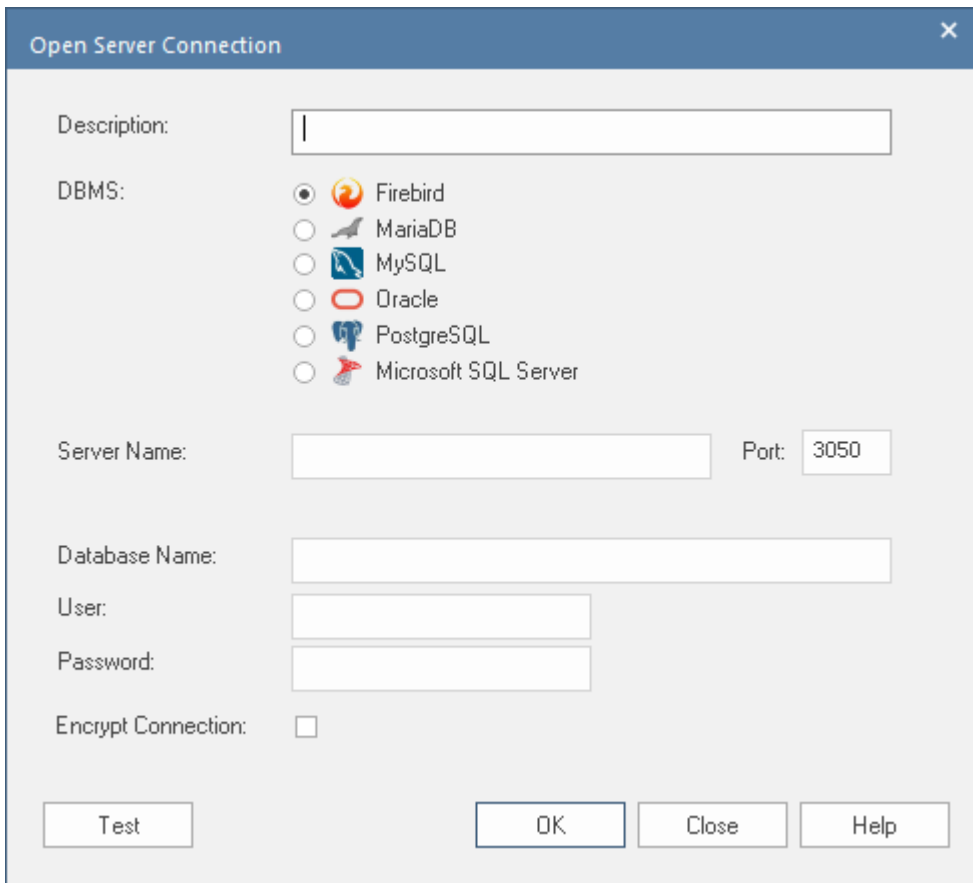 Open Server Connection
Description:
DBMS:
Firebird
MariaDB
MySQL
Oracle
PostgreSQL
Microsoft SQL Server
Server Name:
Port: 3050
Database Name:
User:
Password:
Encrypt Connection:
Test OK Close Help